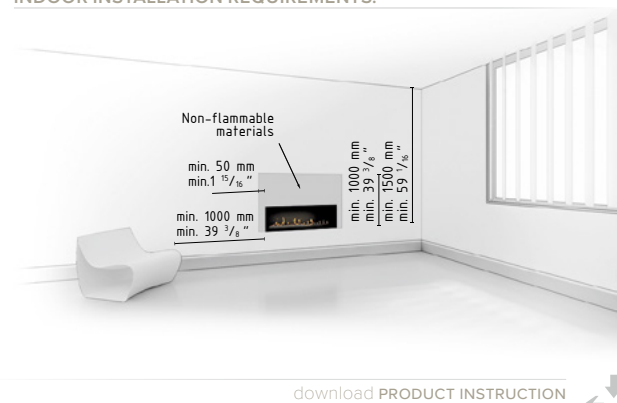 INDOOR INSTALLATION REQUIREMENTS:
Non-flammable
materials
min. 50 mm
min.1 15/16 "
min. 1000 mm
min. 39 3/8 "
min. 1000 mm
min. 39 3/8 "
min. 1500 mm
min. 59 1/16 "
download PRODUCT INSTRUCTION